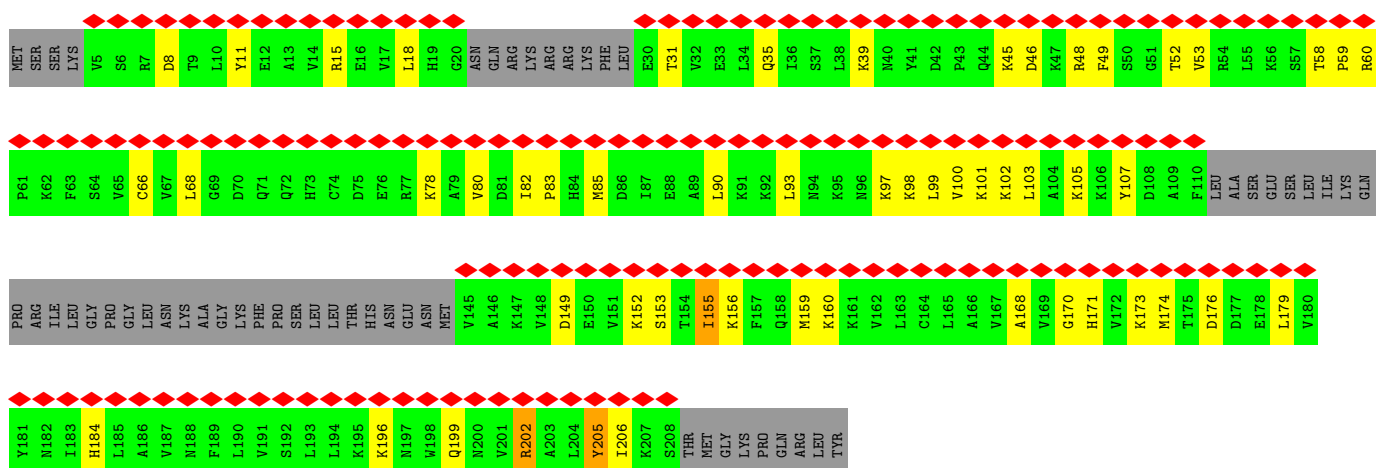 MET SER SER LYS V5 S6 R7 D8 T9 L10 Y11 E12 A13 V14 R15 E16 V17 L18 H19 G20 ASN GLN ARG LYS ARG ARG LYS PHE LEU E30 T31 V32 E33 L34 Q35 I36 S37 L38 K39 N40 Y41 D42 P43 Q44 K45 D46 K47 R48 F49 S50 G51 T52 V53 R54 L55 K56 S57 T58 P59 R60
P61 K62 F63 S64 V65 C66 V67 L68 G69 D70 Q71 Q72 H73 C74 D75 E76 R77 K78 A79 V80 D81 I82 P83 H84 M85 D86 I87 E88 A89 L90 K91 K92 L93 N94 K95 N96 K97 K98 L99 V100 K101 K102 L103 A104 K105 K106 Y107 D108 A109 F110 LEU ALA SER GLU SER LEU ILE LYS GLN
PRO ARG ILE LEU GLY PRO GLY LEU ASN LYS ALA GLY LYS PHE PRO SER LEU LEU THR HIS ASN GLU ASN MET V145 A146 K147 V148 D149 E150 V151 K152 S153 T154 I155 K156 F157 Q158 M159 K160 K161 V162 L163 C164 L165 A166 V167 A168 V169 G170 H171 V172 K173 M174 T175 D176 D177 E178 L179 V180
Y181 N182 I183 H184 L185 A186 V187 N188 F189 L190 V191 S192 L193 L194 K195 K196 N197 W198 Q199 N200 V201 R202 A203 L204 Y205 I206 K207 S208 THR MET GLY LYS PRO GLN ARG LEU TYR